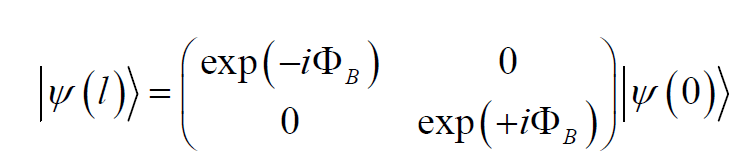 |ψ(l)⟩ = ( exp(−iΦ_B) 0 ; 0 exp(+iΦ_B) ) |ψ(0)⟩